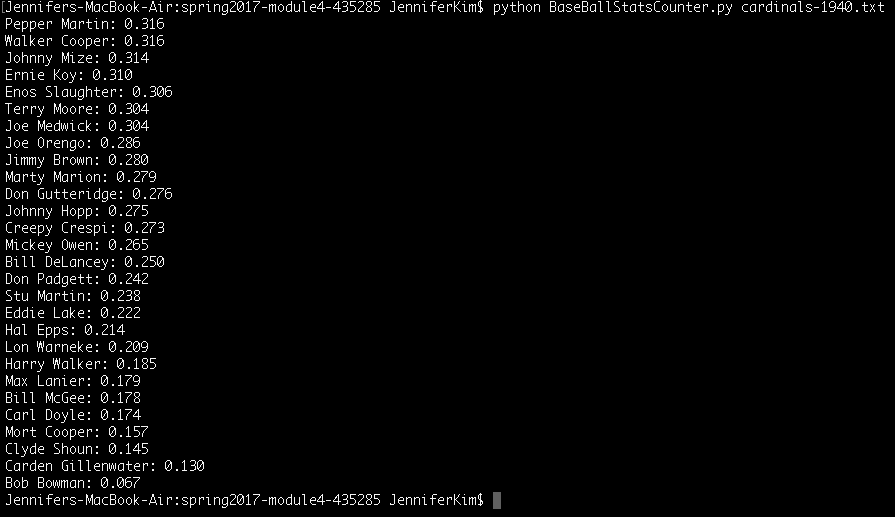 [Jennifers-MacBook-Air:spring2017-module4-435285 JenniferKim$ python BaseBallStatsCounter.py cardinals-1940.txt
Pepper Martin: 0.316
Walker Cooper: 0.316
Johnny Mize: 0.314
Ernie Koy: 0.310
Enos Slaughter: 0.306
Terry Moore: 0.304
Joe Medwick: 0.304
Joe Orengo: 0.286
Jimmy Brown: 0.280
Marty Marion: 0.279
Don Gutteridge: 0.276
Johnny Hopp: 0.275
Creepy Crespi: 0.273
Mickey Owen: 0.265
Bill DeLancey: 0.250
Don Padgett: 0.242
Stu Martin: 0.238
Eddie Lake: 0.222
Hal Epps: 0.214
Lon Warneke: 0.209
Harry Walker: 0.185
Max Lanier: 0.179
Bill McGee: 0.178
Carl Doyle: 0.174
Mort Cooper: 0.157
Clyde Shoun: 0.145
Carden Gillenwater: 0.130
Bob Bowman: 0.067
Jennifers-MacBook-Air:spring2017-module4-435285 JenniferKim$